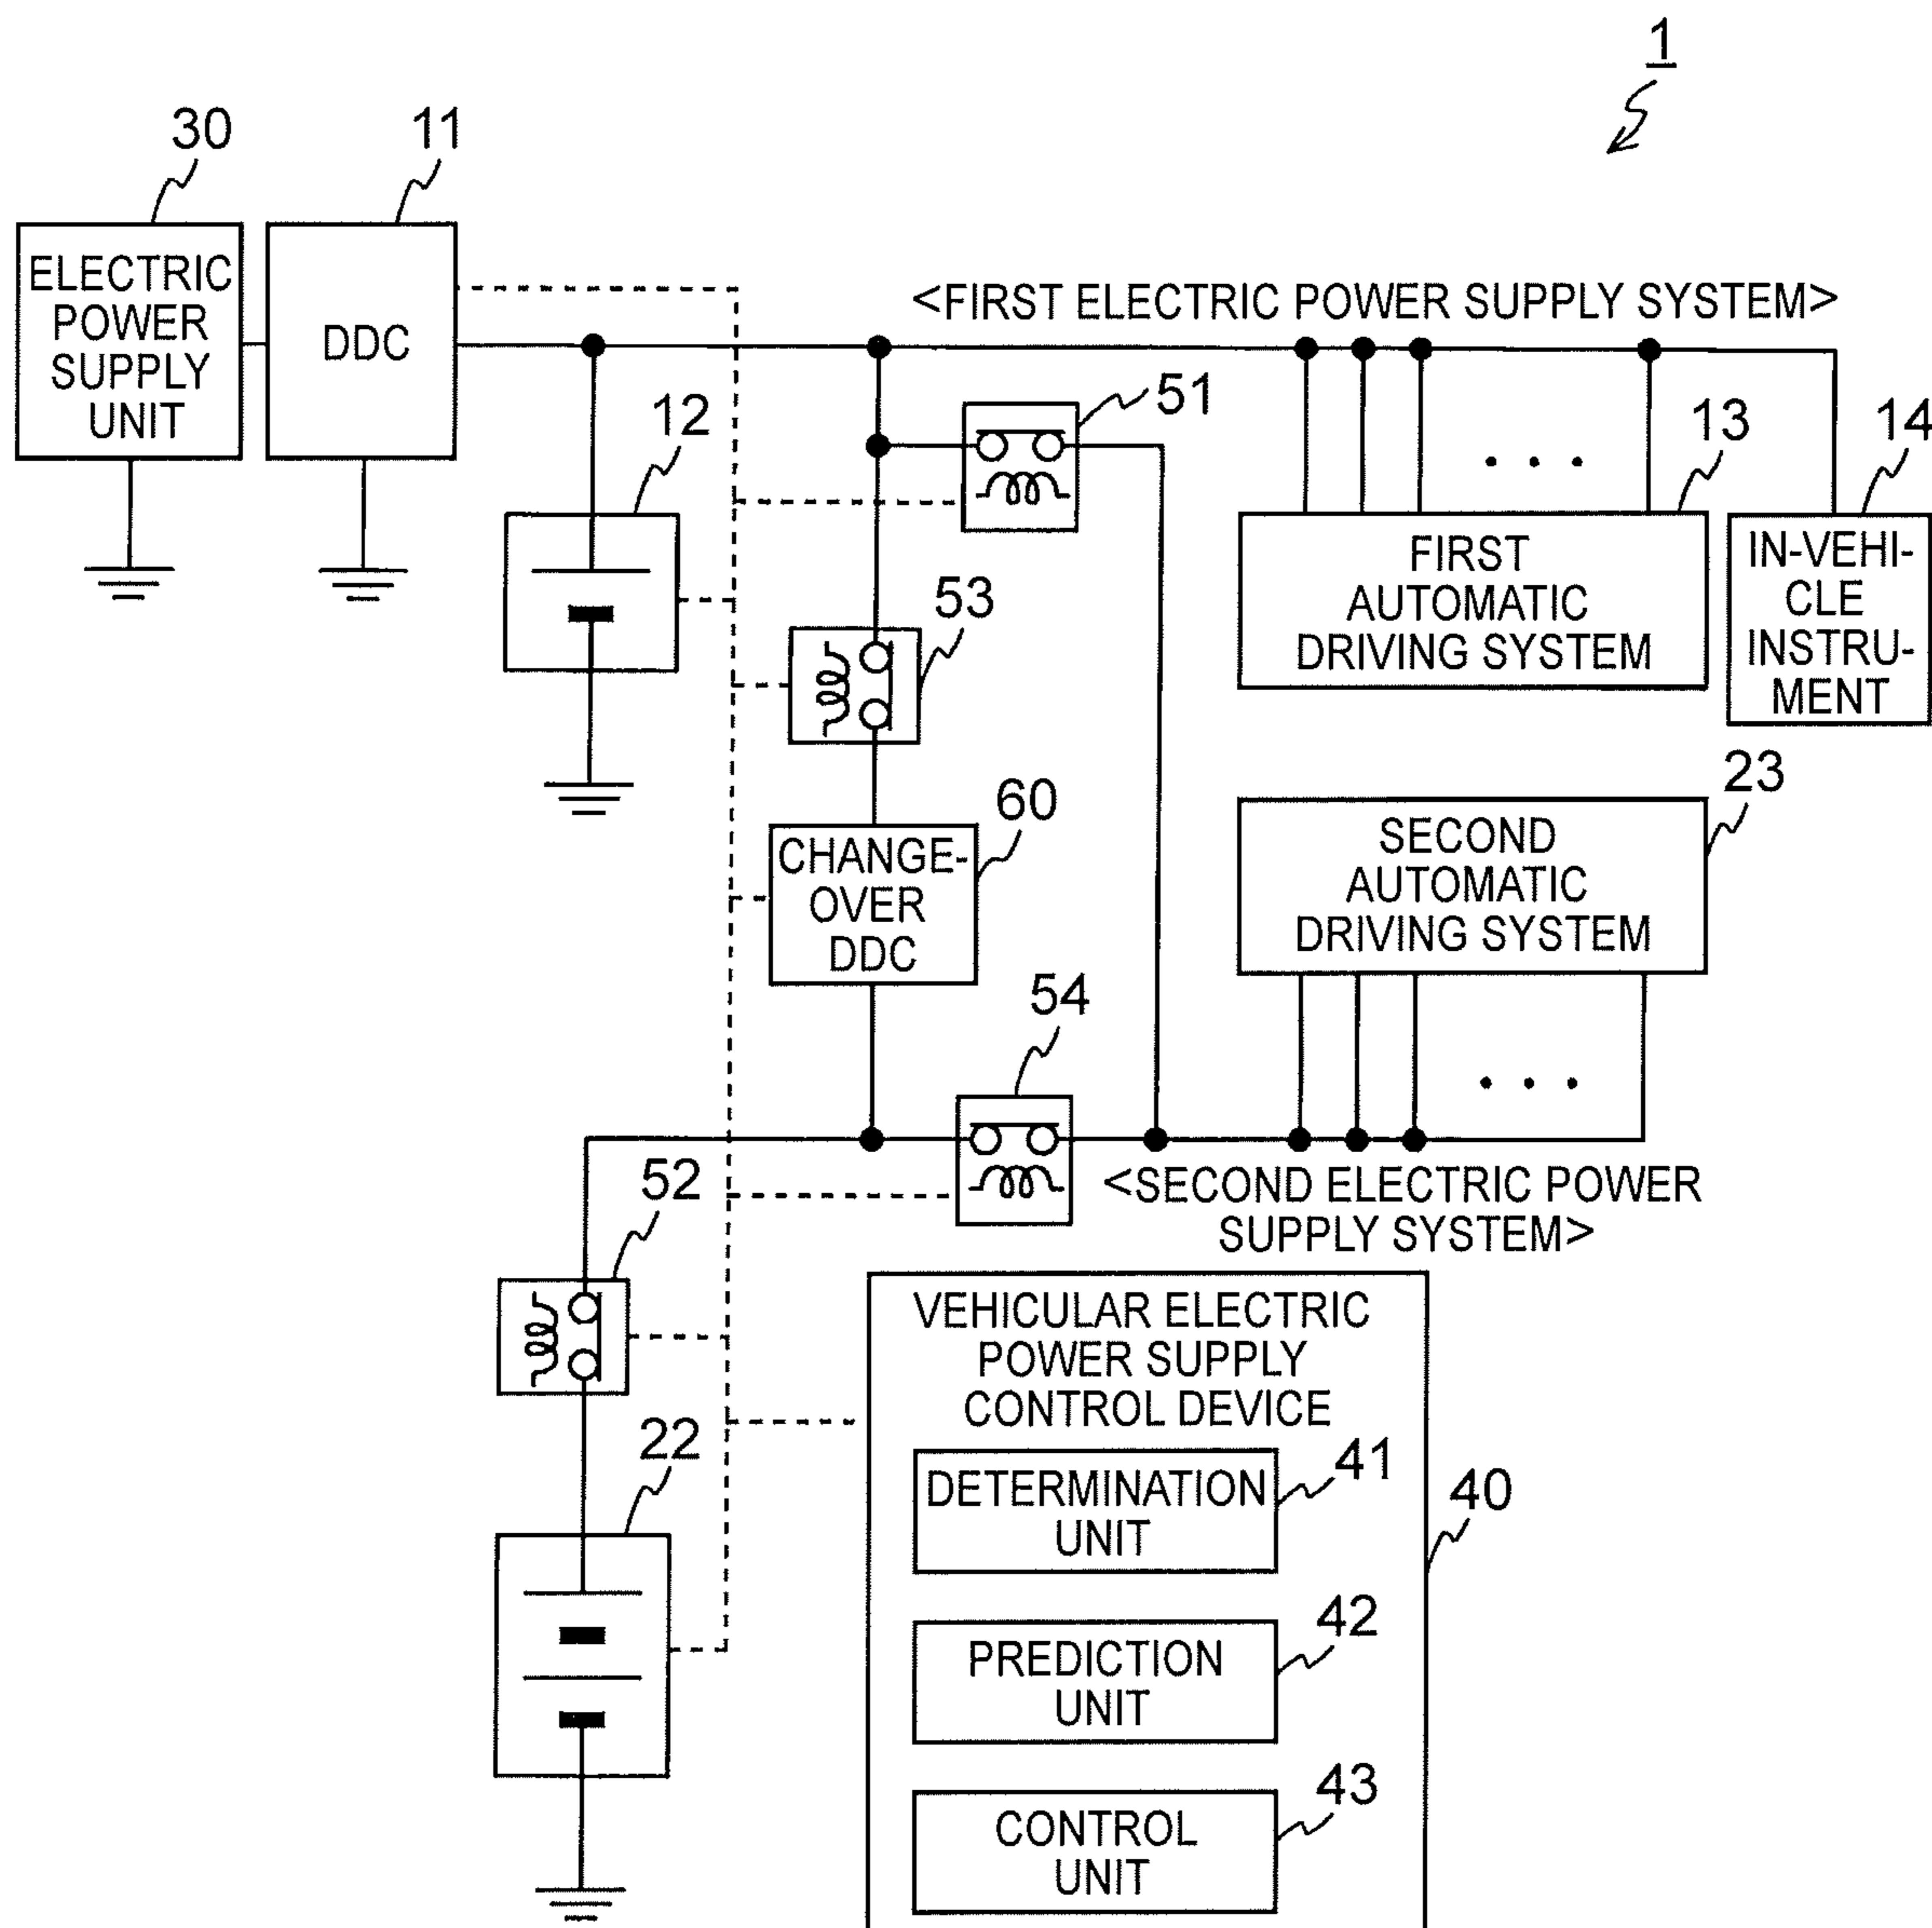 1
30
11
ELECTRIC
POWER
SUPPLY
UNIT
DDC
<FIRST ELECTRIC POWER SUPPLY SYSTEM>
12
51
13
14
FIRST
AUTOMATIC
DRIVING SYSTEM
IN-VEHI-
CLE
INSTRU-
MENT
53
60
CHANGE-
OVER
DDC
23
SECOND
AUTOMATIC
DRIVING SYSTEM
54
52
<SECOND ELECTRIC POWER
SUPPLY SYSTEM>
22
VEHICULAR ELECTRIC
POWER SUPPLY
CONTROL DEVICE
40
DETERMINATION
UNIT
41
PREDICTION
UNIT
42
CONTROL
UNIT
43